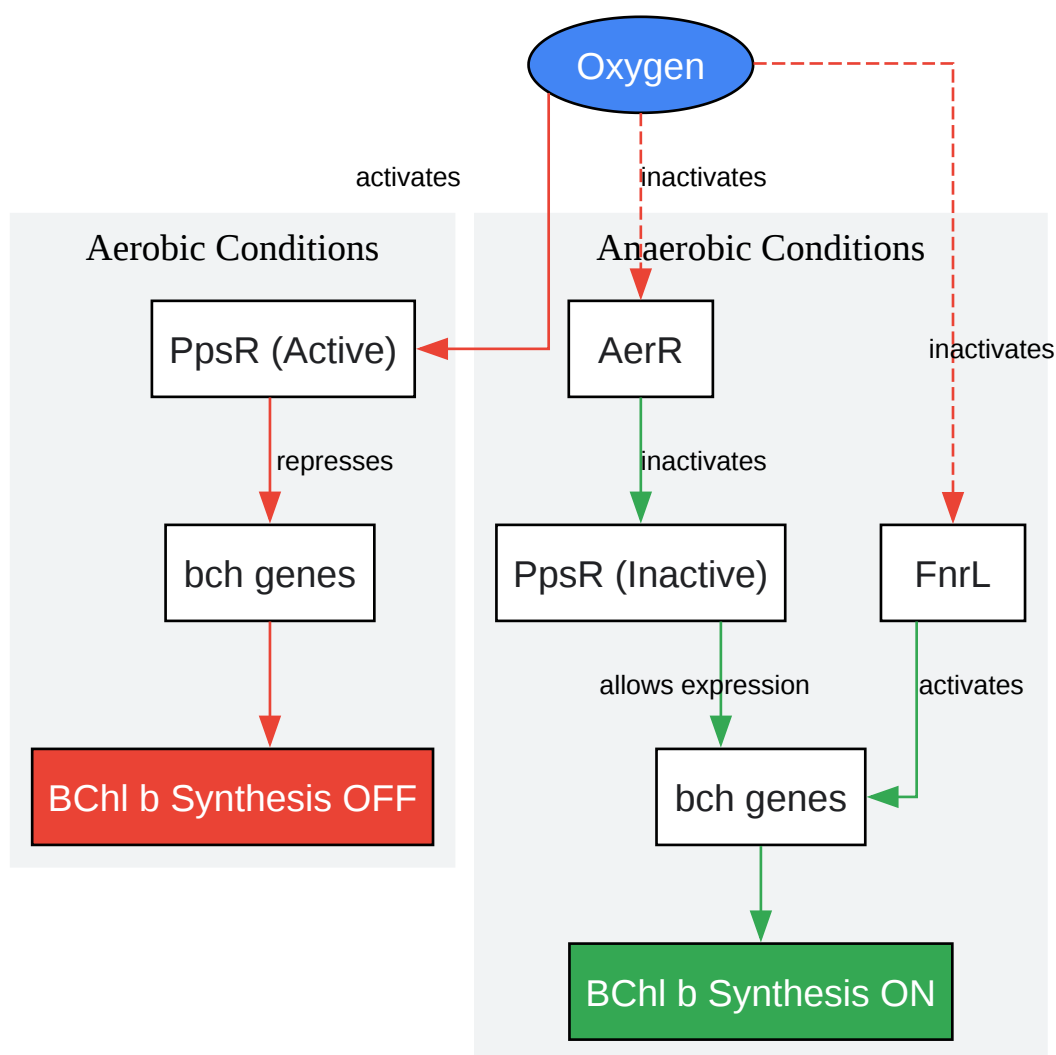 Oxygen
activates
inactivates
Aerobic Conditions
Anaerobic Conditions
PpsR (Active)
AerR
inactivates
represses
inactivates
bch genes
PpsR (Inactive)
FnrL
allows expression
activates
BChl b Synthesis OFF
bch genes
BChl b Synthesis ON